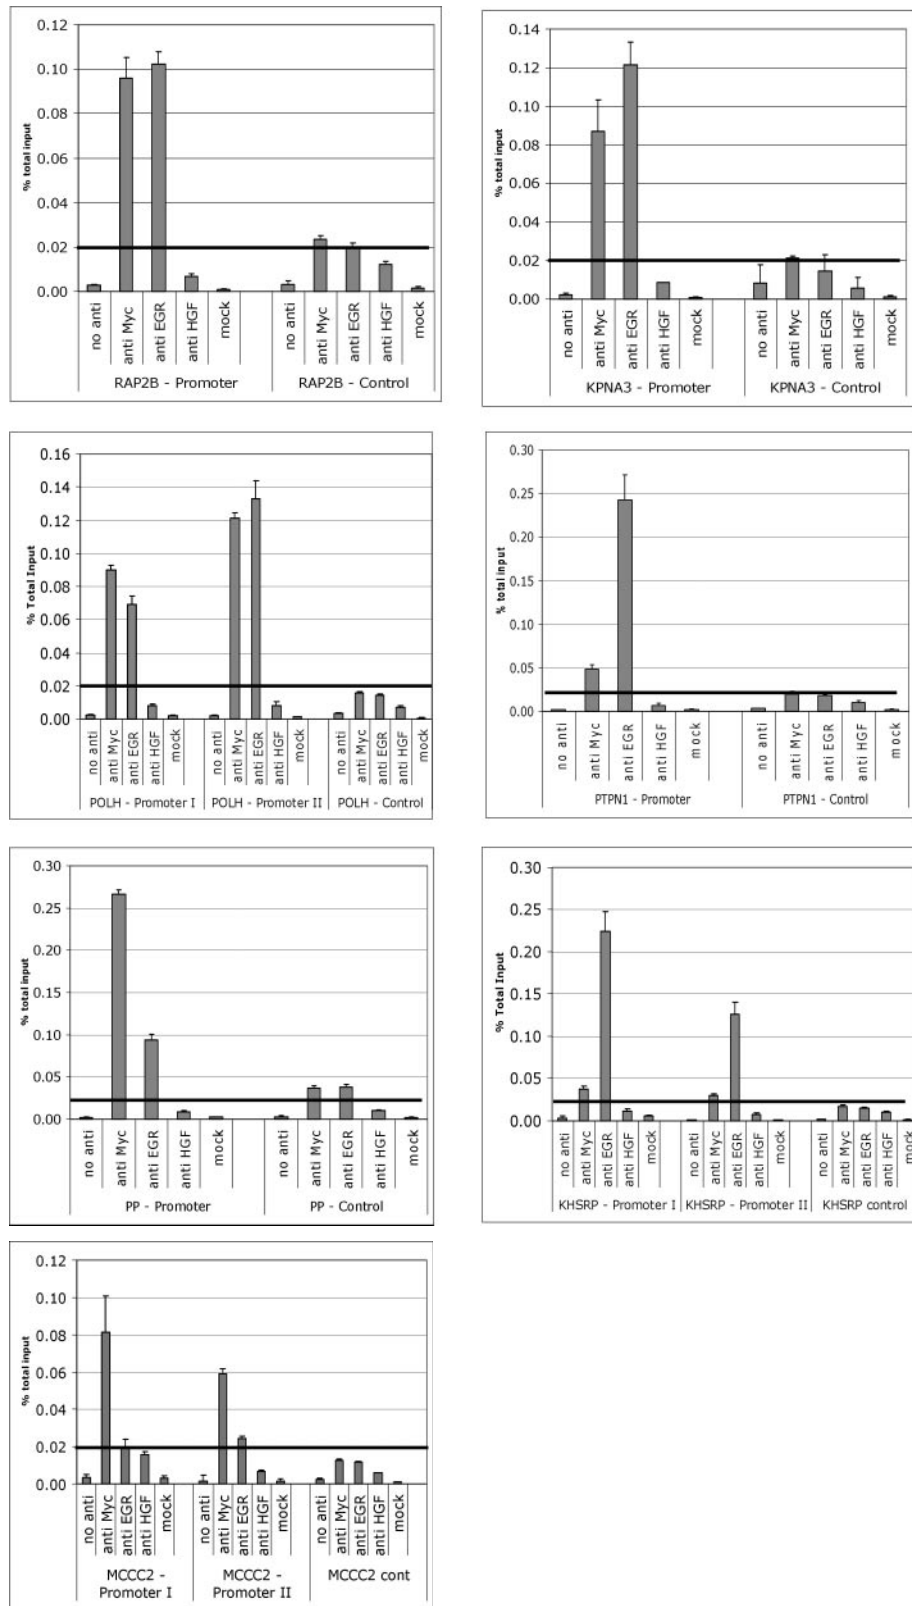 0.12
0.10
0.08
0.06
0.04
0.02
0.00
% total input
no anti
anti Myc
anti EGR
anti HGF
mock
no anti
anti Myc
anti EGR
anti HGF
mock
RAP2B - Promoter
RAP2B - Control
0.14
0.12
0.10
0.08
0.06
0.04
0.02
0.00
% total input
no anti
anti Myc
anti EGR
anti HGF
mock
no anti
anti Myc
anti EGR
anti HGF
mock
KPNA3 - Promoter
KPNA3 - Control
0.16
0.14
0.12
0.10
0.08
0.06
0.04
0.02
0.00
% Total Input
no anti
anti Myc
anti EGR
anti HGF
mock
no anti
anti Myc
anti EGR
anti HGF
mock
no anti
anti Myc
anti EGR
anti HGF
mock
POLH - Promoter I
POLH - Promoter II
POLH - Control
0.30
0.25
0.20
0.15
0.10
0.05
0.00
% total input
no anti
anti Myc
anti EGR
anti HGF
mock
no anti
anti Myc
anti EGR
anti HGF
mock
PTPN1 - Promoter
PTPN1 - Control
0.30
0.25
0.20
0.15
0.10
0.05
0.00
% total input
no anti
anti Myc
anti EGR
anti HGF
mock
no anti
anti Myc
anti EGR
anti HGF
mock
PP - Promoter
PP - Control
0.30
0.25
0.20
0.15
0.10
0.05
0.00
% Total Input
no anti
anti Myc
anti EGR
anti HGF
mock
no anti
anti Myc
anti EGR
anti HGF
mock
no anti
anti Myc
anti EGR
anti HGF
mock
KHSRP - Promoter I
KHSRP - Promoter II
KHSRP control
0.12
0.10
0.08
0.06
0.04
0.02
0.00
% total input
no anti
anti Myc
anti EGR
anti HGF
mock
no anti
anti Myc
anti EGR
anti HGF
mock
no anti
anti Myc
anti EGR
anti HGF
mock
MCCC2 -
Promoter I
MCCC2 -
Promoter II
MCCC2 cont